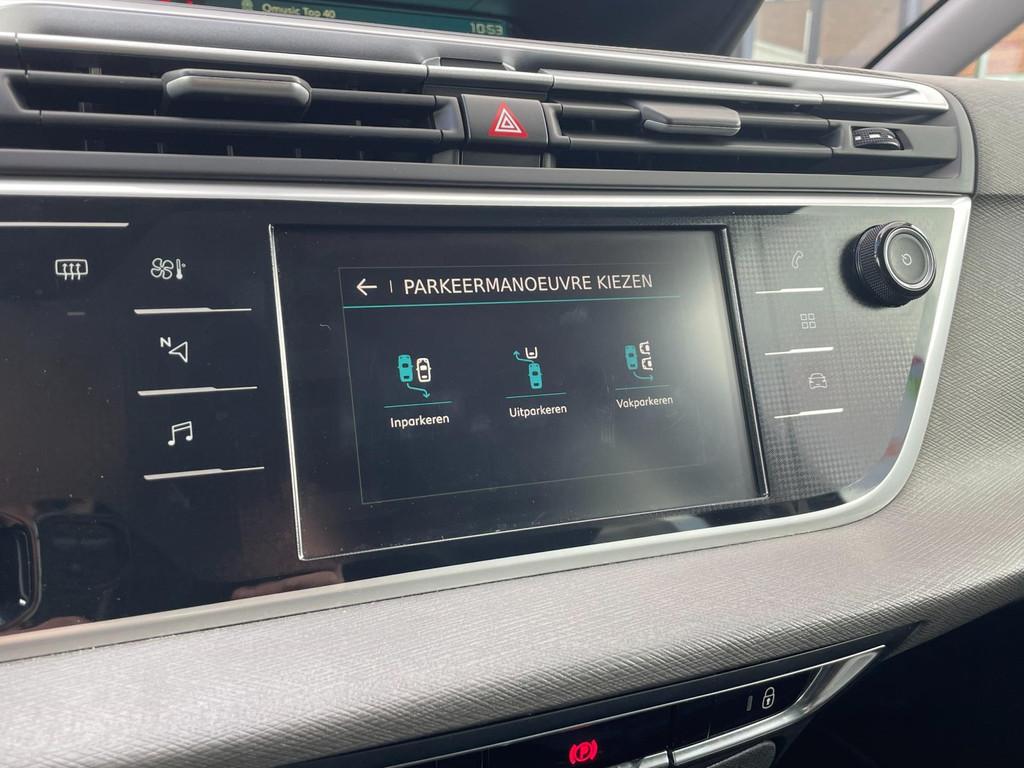 Qmusic Top 40
10:53
N
PARKEERMANOEUVRE KIEZEN
Inparkeren
Uitparkeren
Vakparkeren
P